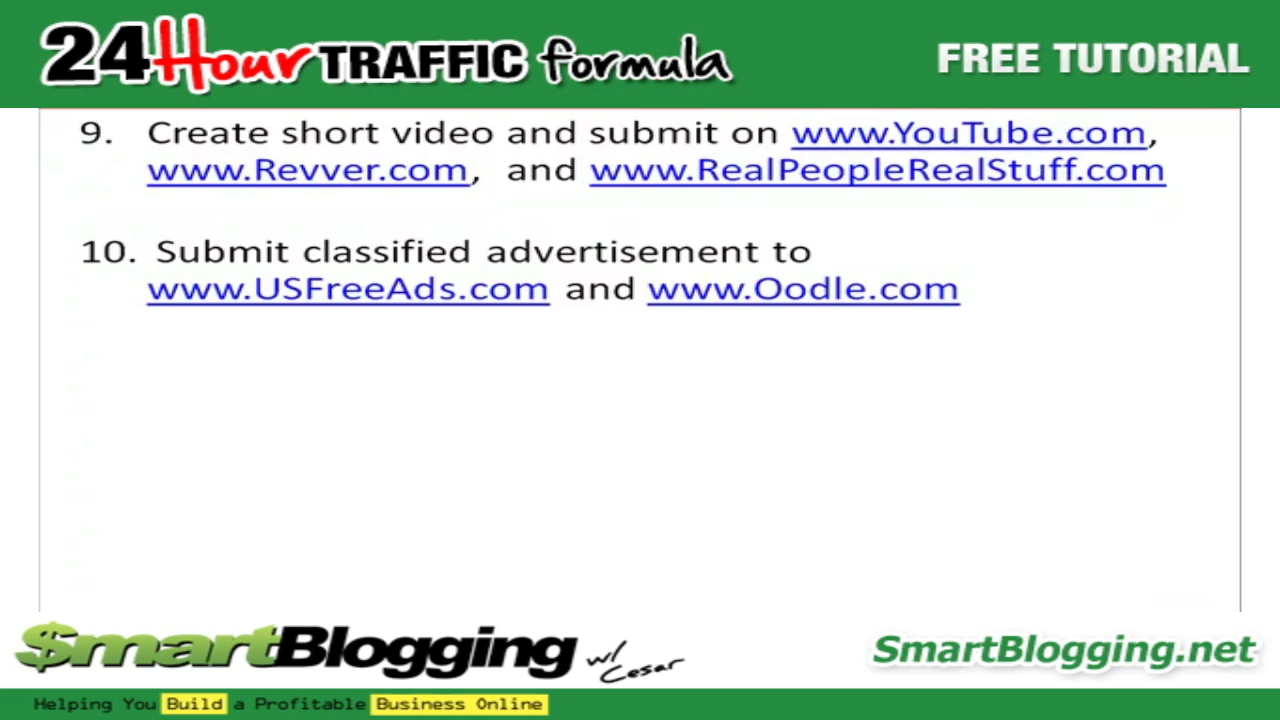 24 Hour TRAFFIC formula
FREE TUTORIAL
9. Create short video and submit on www.YouTube.com,
www.Revver.com, and www.RealPeopleRealStuff.com
10. Submit classified advertisement to
www.USFreeAds.com and www.Oodle.com
$martBlogging w/ Cesar
SmartBlogging.net
Helping You Build a Profitable Business Online